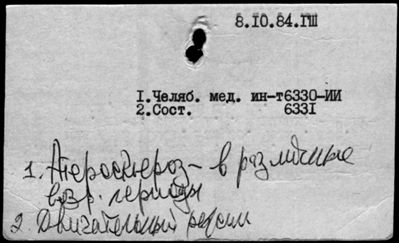 8.10.84.ГШ
1.Челяб. мед. ин-т6330-ИИ
2.Сост. 6331
1. Атеросклероз - в различные
возр. периоды
2. Двигательный режим